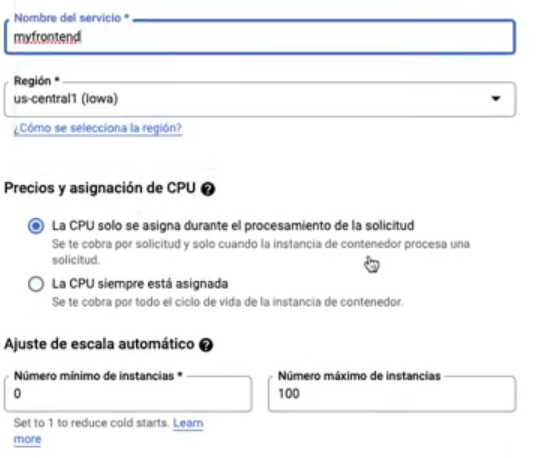 Nombre del servicio *
myfrontend
Región *
us-central1 (Iowa)
¿Cómo se selecciona la región?
Precios y asignación de CPU ?
La CPU solo se asigna durante el procesamiento de la solicitud
Se te cobra por solicitud y solo cuando la instancia de contenedor procesa una
solicitud.
La CPU siempre está asignada
Se te cobra por todo el ciclo de vida de la instancia de contenedor.
Ajuste de escala automático ?
Número mínimo de instancias *
0
Número máximo de instancias
100
Set to 1 to reduce cold starts. Learn
more